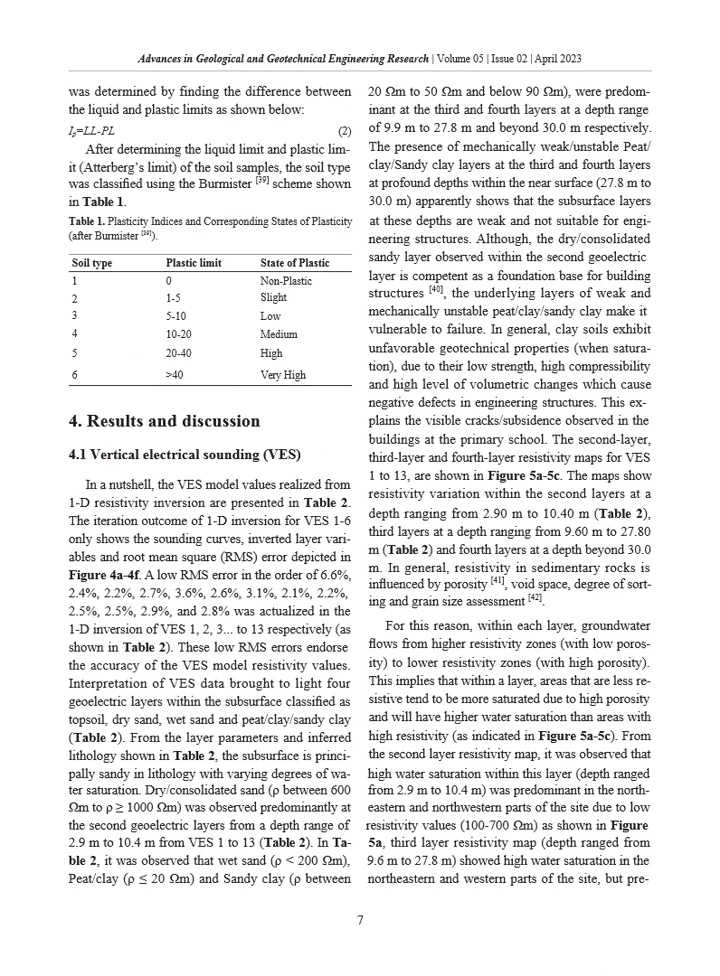 Advances in Geological and Geotechnical Engineering Research | Volume 05 | Issue 02 | April 2023
was determined by finding the difference between
the liquid and plastic limits as shown below:
Ip=LL-PL (2)
After determining the liquid limit and plastic lim-
it (Atterberg’s limit) of the soil samples, the soil type
was classified using the Burmister [39] scheme shown
in Table 1.
Table 1. Plasticity Indices and Corresponding States of Plasticity
(after Burmister [39]).
Soil type Plastic limit State of Plastic
1 0 Non-Plastic
2 1-5 Slight
3 5-10 Low
4 10-20 Medium
5 20-40 High
6 >40 Very High
4. Results and discussion
4.1 Vertical electrical sounding (VES)
In a nutshell, the VES model values realized from
1-D resistivity inversion are presented in Table 2.
The iteration outcome of 1-D inversion for VES 1-6
only shows the sounding curves, inverted layer vari-
ables and root mean square (RMS) error depicted in
Figure 4a-4f. A low RMS error in the order of 6.6%,
2.4%, 2.2%, 2.7%, 3.6%, 2.6%, 3.1%, 2.1%, 2.2%,
2.5%, 2.5%, 2.9%, and 2.8% was actualized in the
1-D inversion of VES 1, 2, 3... to 13 respectively (as
shown in Table 2). These low RMS errors endorse
the accuracy of the VES model resistivity values.
Interpretation of VES data brought to light four
geoelectric layers within the subsurface classified as
topsoil, dry sand, wet sand and peat/clay/sandy clay
(Table 2). From the layer parameters and inferred
lithology shown in Table 2, the subsurface is princi-
pally sandy in lithology with varying degrees of wa-
ter saturation. Dry/consolidated sand (ρ between 600
Ωm to ρ ≥ 1000 Ωm) was observed predominantly at
the second geoelectric layers from a depth range of
2.9 m to 10.4 m from VES 1 to 13 (Table 2). In Ta-
ble 2, it was observed that wet sand (ρ < 200 Ωm),
Peat/clay (ρ ≤ 20 Ωm) and Sandy clay (ρ between
20 Ωm to 50 Ωm and below 90 Ωm), were predom-
inant at the third and fourth layers at a depth range
of 9.9 m to 27.8 m and beyond 30.0 m respectively.
The presence of mechanically weak/unstable Peat/
clay/Sandy clay layers at the third and fourth layers
at profound depths within the near surface (27.8 m to
30.0 m) apparently shows that the subsurface layers
at these depths are weak and not suitable for engi-
neering structures. Although, the dry/consolidated
sandy layer observed within the second geoelectric
layer is competent as a foundation base for building
structures [40], the underlying layers of weak and
mechanically unstable peat/clay/sandy clay make it
vulnerable to failure. In general, clay soils exhibit
unfavorable geotechnical properties (when satura-
tion), due to their low strength, high compressibility
and high level of volumetric changes which cause
negative defects in engineering structures. This ex-
plains the visible cracks/subsidence observed in the
buildings at the primary school. The second-layer,
third-layer and fourth-layer resistivity maps for VES
1 to 13, are shown in Figure 5a-5c. The maps show
resistivity variation within the second layers at a
depth ranging from 2.90 m to 10.40 m (Table 2),
third layers at a depth ranging from 9.60 m to 27.80
m (Table 2) and fourth layers at a depth beyond 30.0
m. In general, resistivity in sedimentary rocks is
influenced by porosity [41], void space, degree of sort-
ing and grain size assessment [42].
For this reason, within each layer, groundwater
flows from higher resistivity zones (with low poros-
ity) to lower resistivity zones (with high porosity).
This implies that within a layer, areas that are less re-
sistive tend to be more saturated due to high porosity
and will have higher water saturation than areas with
high resistivity (as indicated in Figure 5a-5c). From
the second layer resistivity map, it was observed that
high water saturation within this layer (depth ranged
from 2.9 m to 10.4 m) was predominant in the north-
eastern and northwestern parts of the site due to low
resistivity values (100-700 Ωm) as shown in Figure
5a, third layer resistivity map (depth ranged from
9.6 m to 27.8 m) showed high water saturation in the
northeastern and western parts of the site, but pre-
7